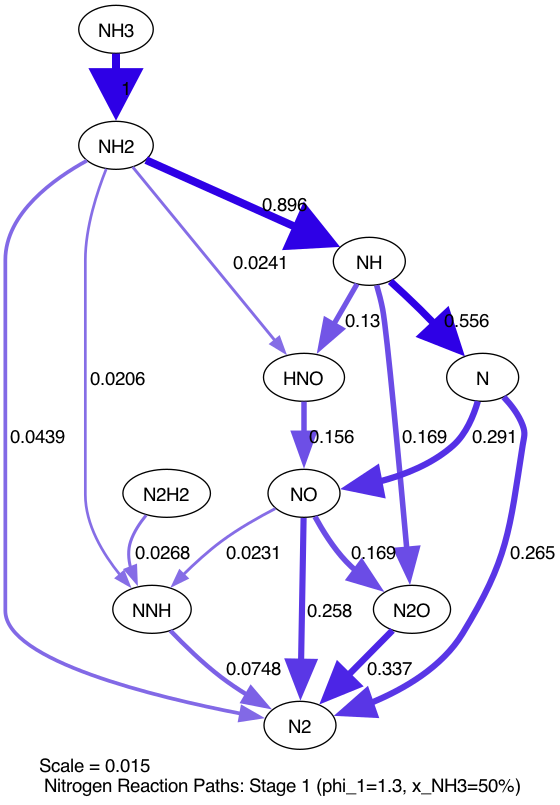 NH3
1
NH2
0.896
0.0241
NH
0.13
0.556
HNO
N
0.0206
0.0439
0.156
0.169
0.291
N2H2
NO
0.0268
0.0231
0.169
0.265
NNH
0.258
N2O
0.0748
0.337
N2
Scale = 0.015
Nitrogen Reaction Paths: Stage 1 (phi_1=1.3, x_NH3=50%)